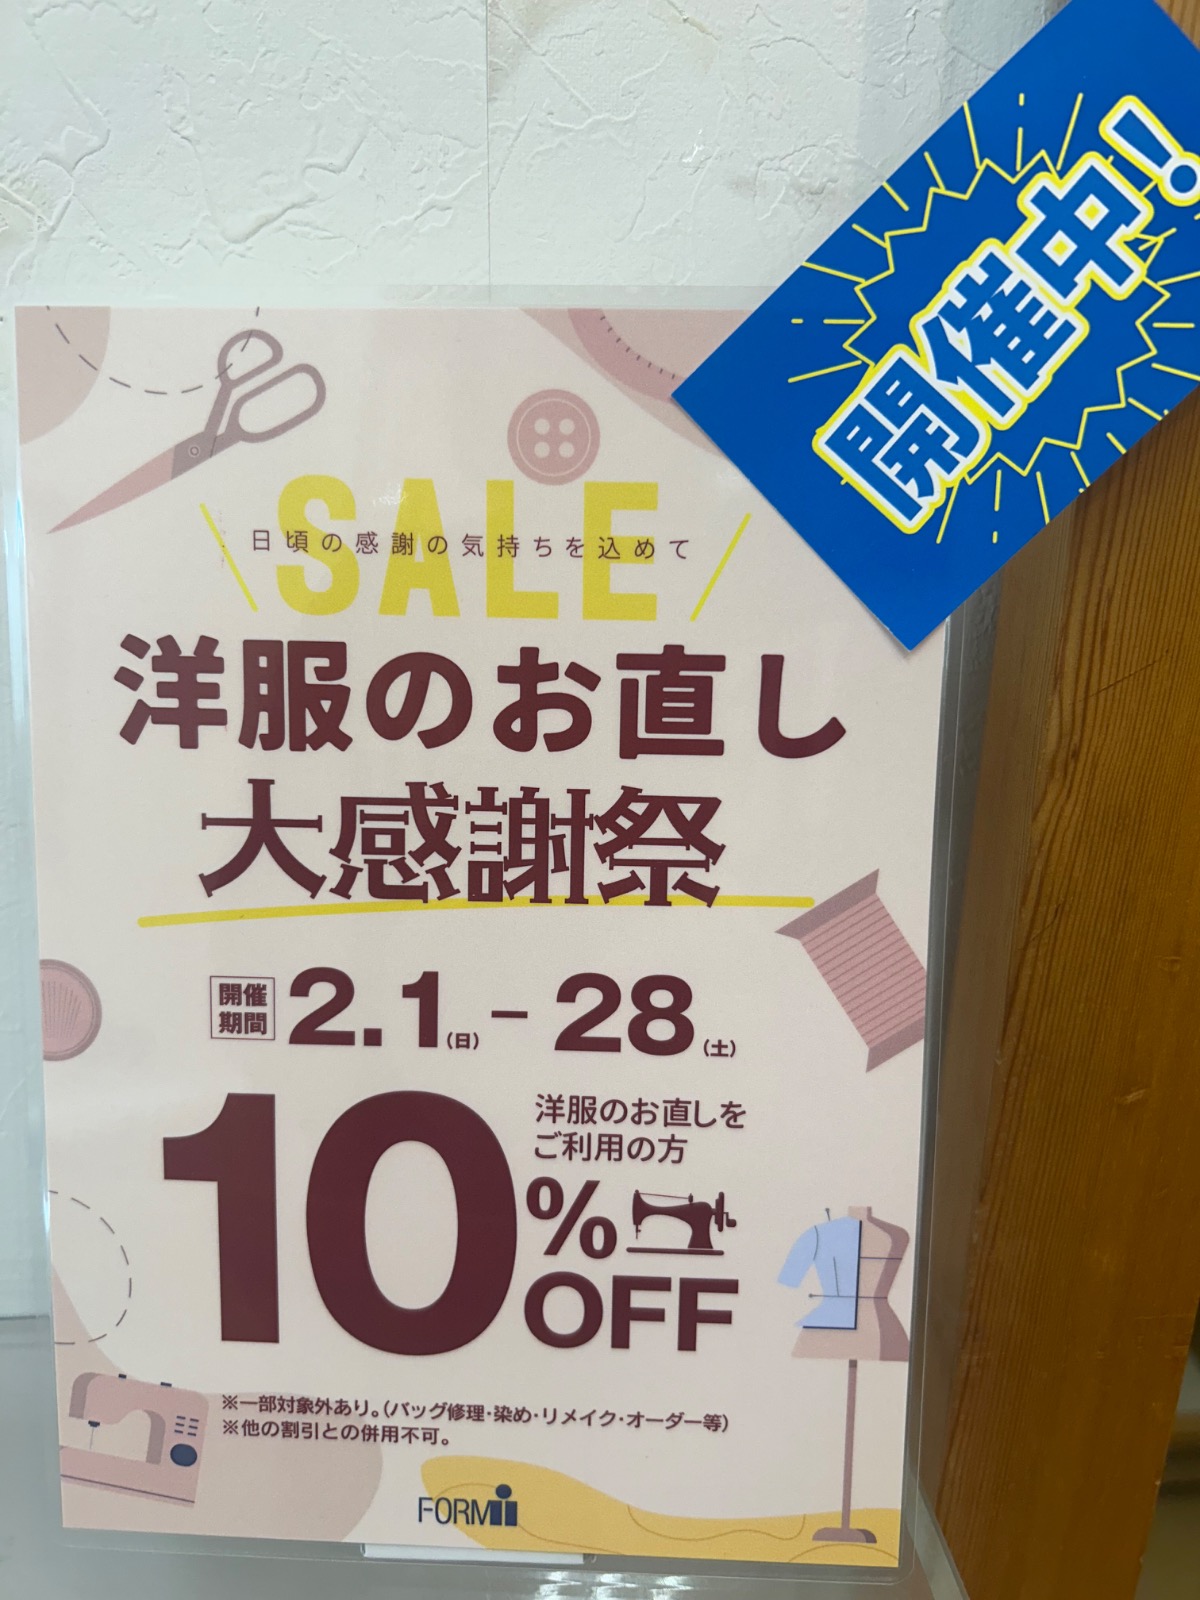 開催中！
SALE
日頃の感謝の気持ちを込めて
洋服のお直し
大感謝祭
開催
期間
2.1(日)－28(土)
洋服のお直しを
ご利用の方
10%
OFF
※一部対象外あり。(バッグ修理・染め・リメイク・オーダー等)
※他の割引との併用不可。
FORMi